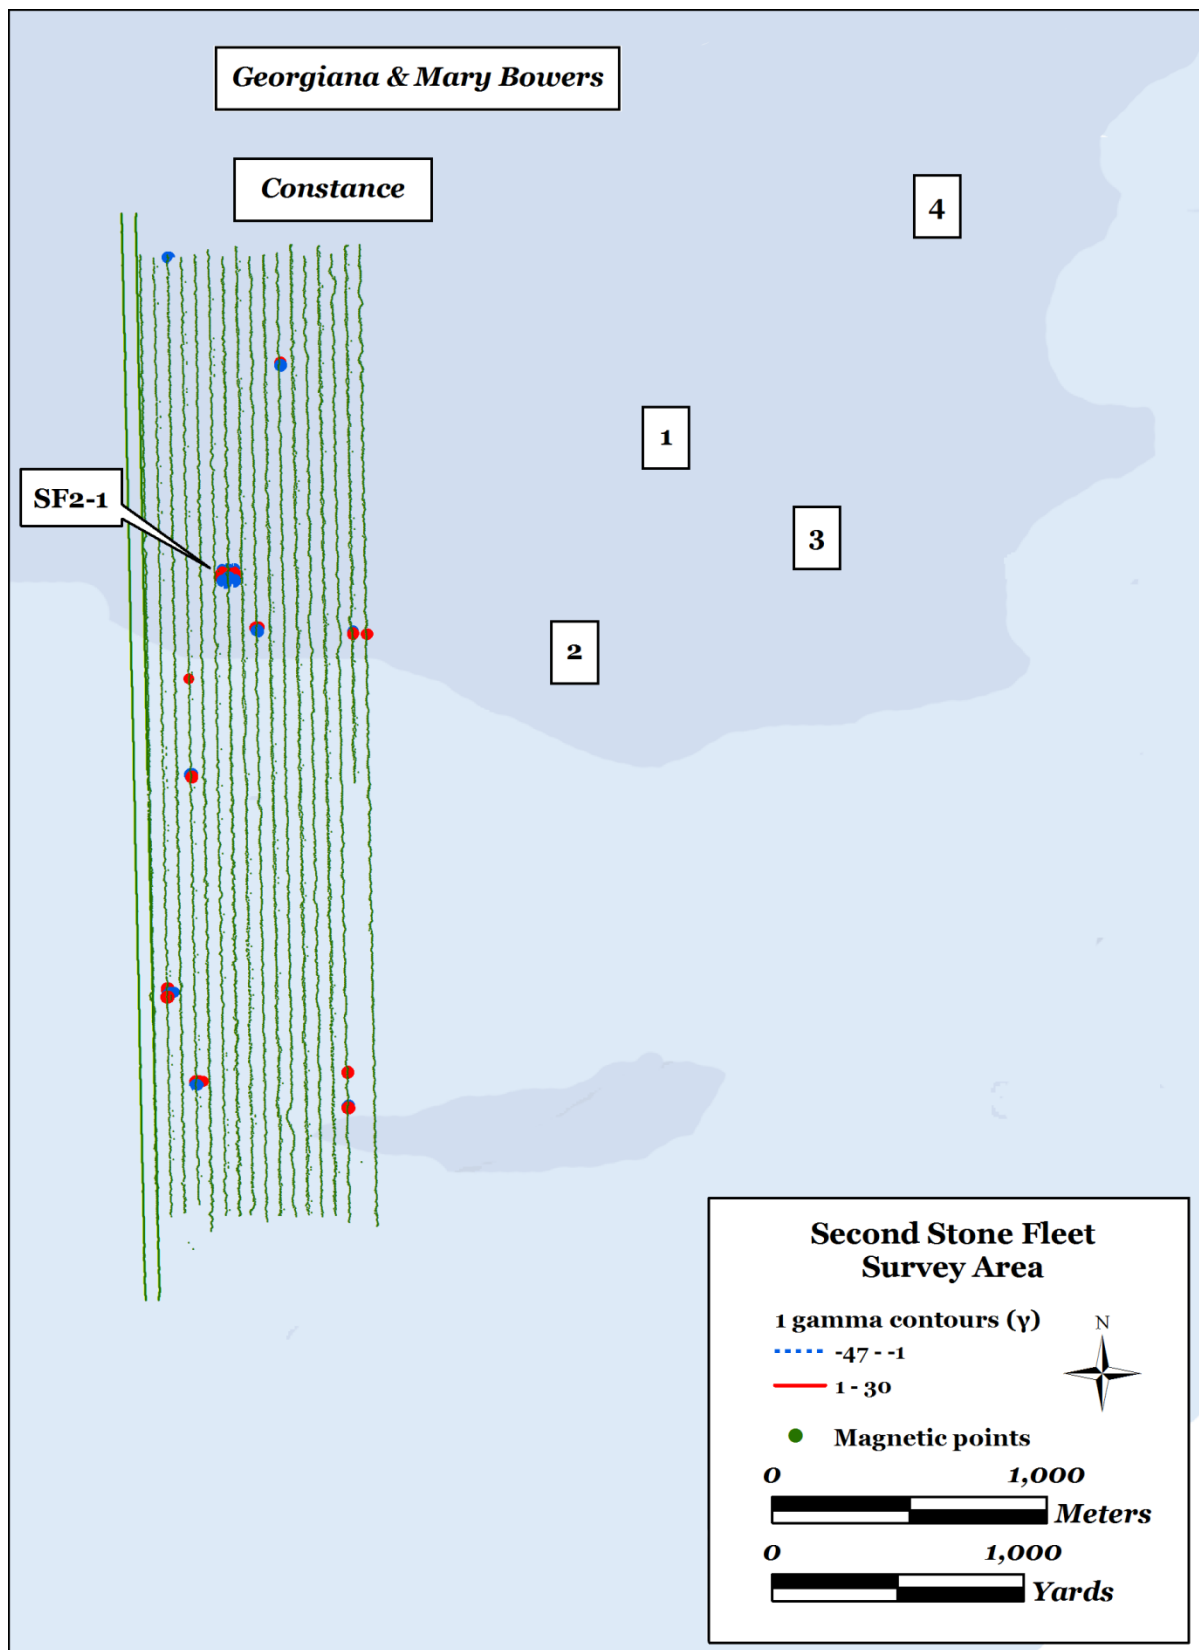 Georgiana & Mary Bowers
Constance
4
1
SF2-1
3
2
Second Stone Fleet
Survey Area
1 gamma contours (γ)
-47 - -1
1 - 30
N
Magnetic points
0 1,000
Meters
0 1,000
Yards